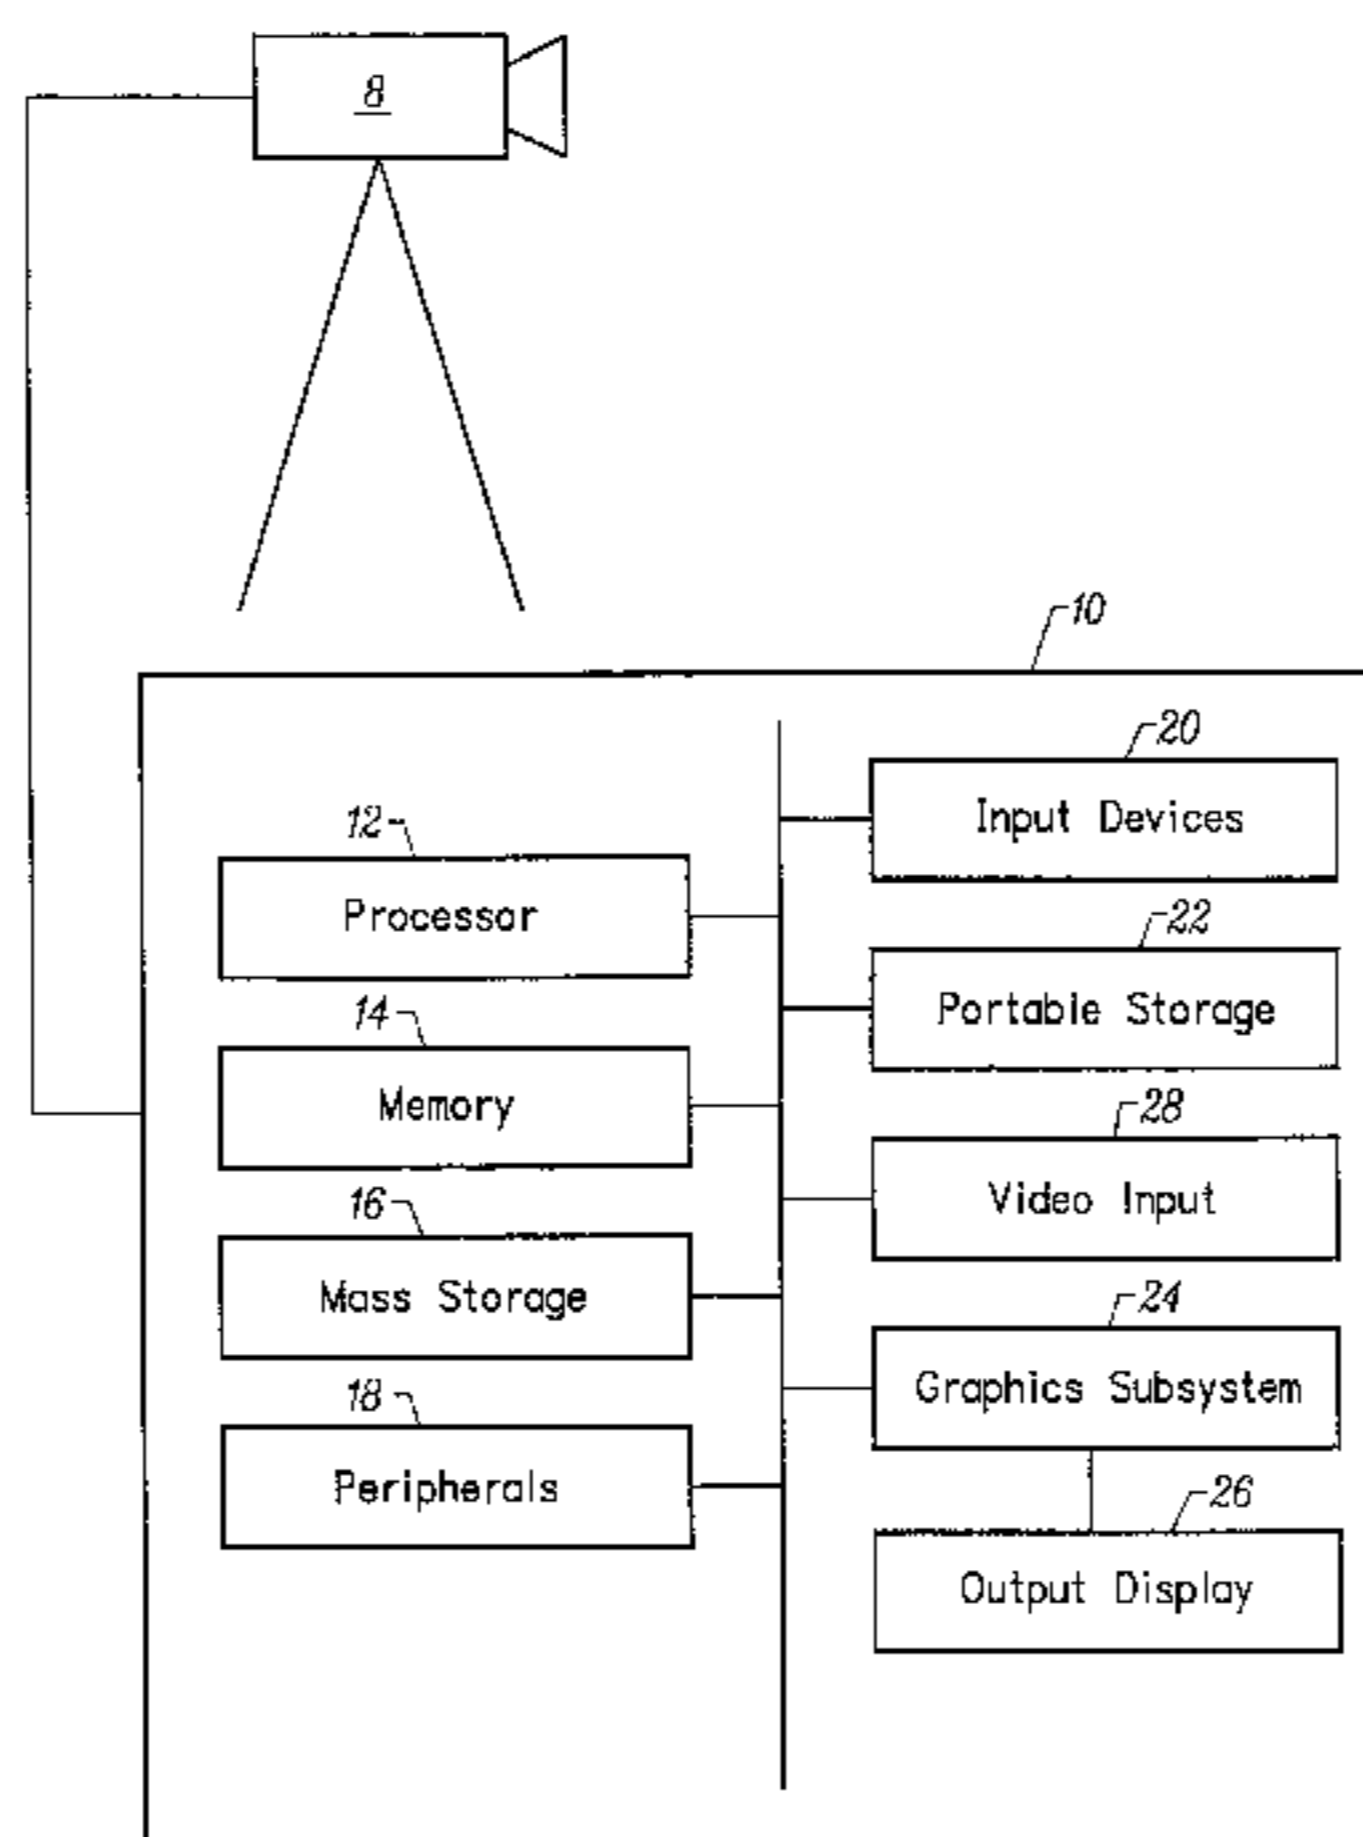 8
10
12
Processor
14
Memory
16
Mass Storage
18
Peripherals
20
Input Devices
22
Portable Storage
28
Video Input
24
Graphics Subsystem
26
Output Display